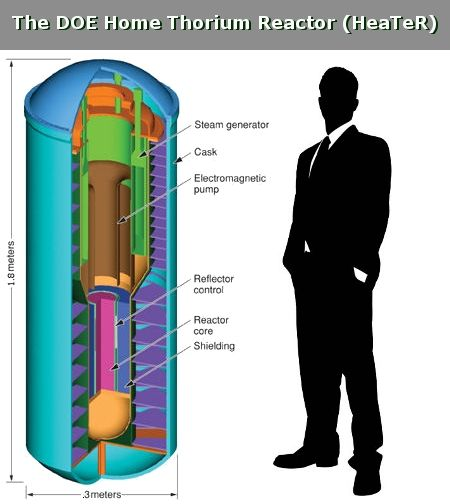 The DOE Home Thorium Reactor (HeaTeR)
Steam generator
Cask
Electromagnetic
pump
1.8 meters
Reflector
control
Reactor
core
Shielding
.3 meters